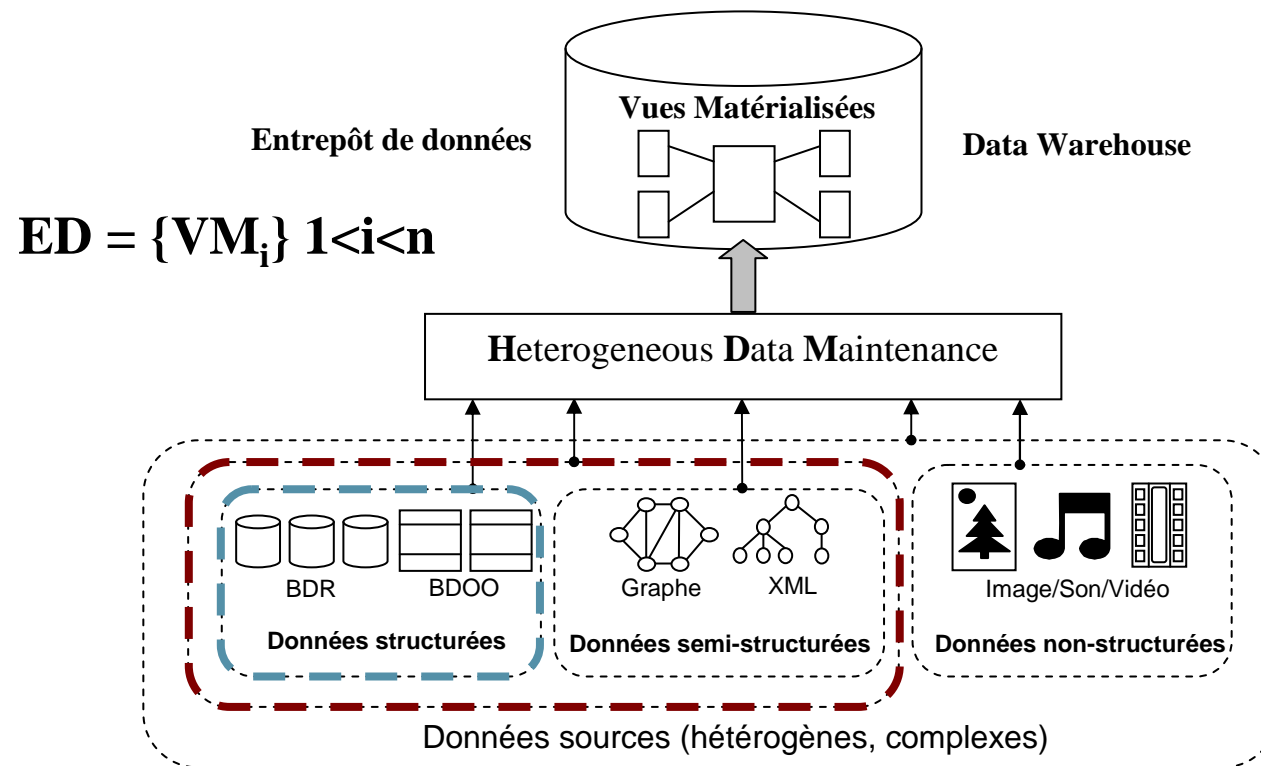 Vues Matérialisées
Entrepôt de données
Data Warehouse
ED = {VMi} 1<i<n
Heterogeneous Data Maintenance
BDR
BDOO
Graphe
XML
Image/Son/Vidéo
Données structurées
Données semi-structurées
Données non-structurées
Données sources (hétérogènes, complexes)